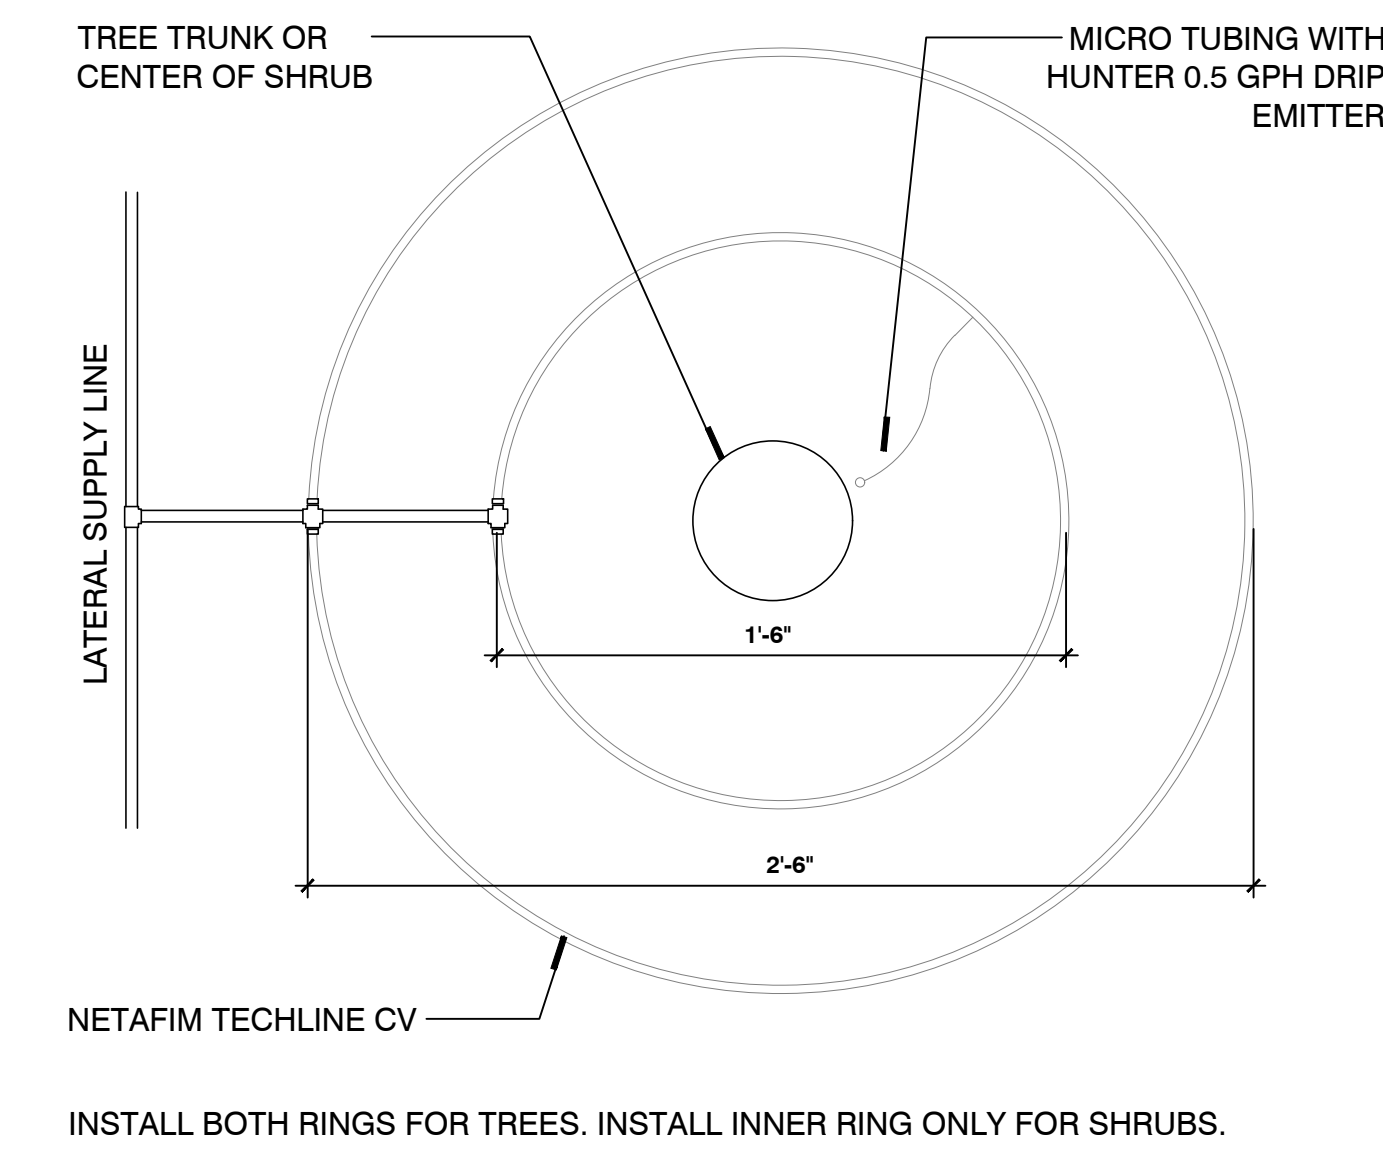 TREE TRUNK OR
CENTER OF SHRUB
MICRO TUBING WITH
HUNTER 0.5 GPH DRIP
EMITTER
LATERAL SUPPLY LINE
1'-6"
2'-6"
NETAFIM TECHLINE CV
INSTALL BOTH RINGS FOR TREES. INSTALL INNER RING ONLY FOR SHRUBS.